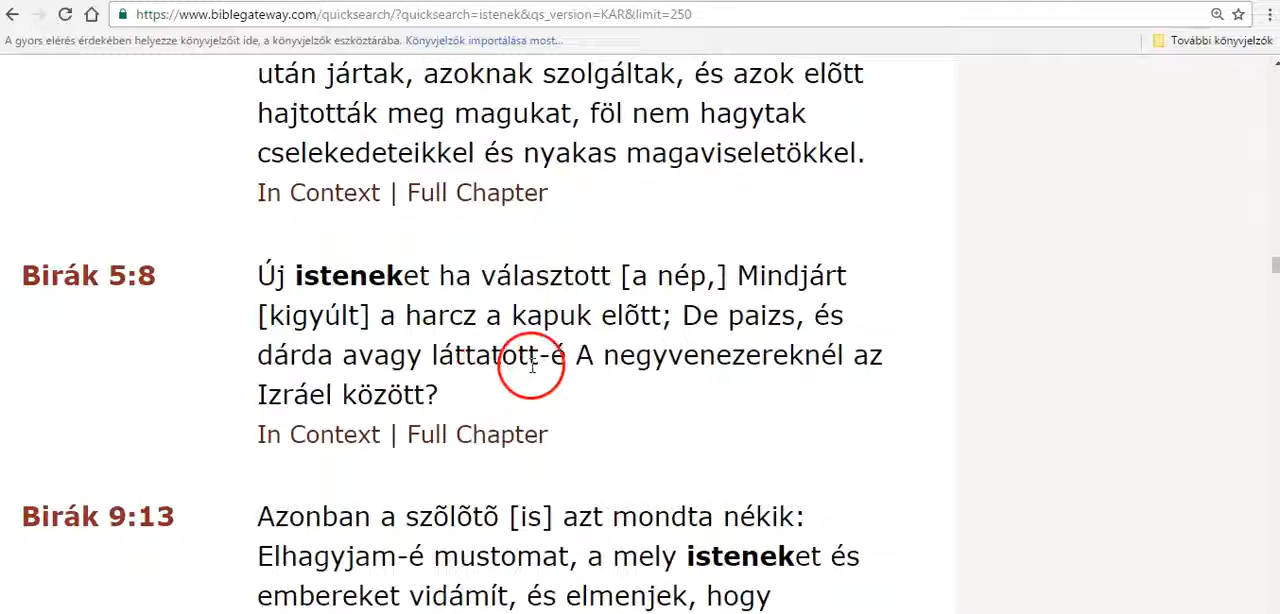 https://www.biblegateway.com/quicksearch/?quicksearch=istenek&qs_version=KAR&limit=250
A gyors elérés érdekében helyezze könyvjelzőit ide, a könyvjelzők eszköztárába. Könyvjelzők importálása most...
További könyvjelzők
után jártak, azoknak szolgáltak, és azok elõtt
hajtották meg magukat, föl nem hagytak
cselekedeteikkel és nyakas magaviseletökkel.
In Context | Full Chapter
Birák 5:8
Új isteneket ha választott [a nép,] Mindjárt
[kigyúlt] a harcz a kapuk elõtt; De paizs, és
dárda avagy láttatott-é A negyvenezereknél az
Izráel között?
In Context | Full Chapter
Birák 9:13
Azonban a szõlõtõ [is] azt mondta nékik:
Elhagyjam-é mustomat, a mely isteneket és
embereket vidámít, és elmenjek, hogy